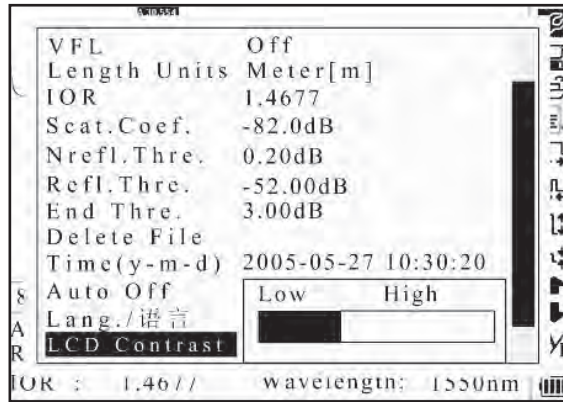 VFL Off
Length Units Meter[m]
IOR 1.4677
Scat.Coef. -82.0dB
Nrefl.Thre. 0.20dB
Refl.Thre. -52.00dB
End Thre. 3.00dB
Delete File
Time(y-m-d) 2005-05-27 10:30:20
Auto Off
Low High
Lang./语言
LCD Contrast
8
A
R
IOR : 1.4677 Wavelength: 1550nm